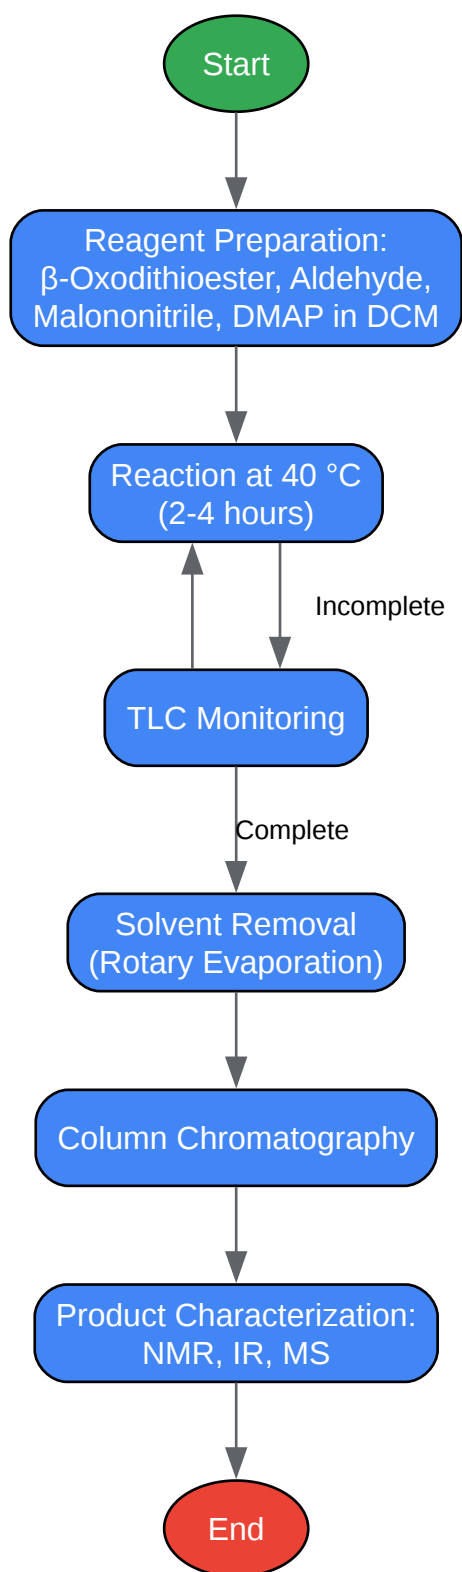 Start
Reagent Preparation:
β-Oxodithioester, Aldehyde,
Malononitrile, DMAP in DCM
Reaction at 40 °C
(2-4 hours)
Incomplete
TLC Monitoring
Complete
Solvent Removal
(Rotary Evaporation)
Column Chromatography
Product Characterization:
NMR, IR, MS
End